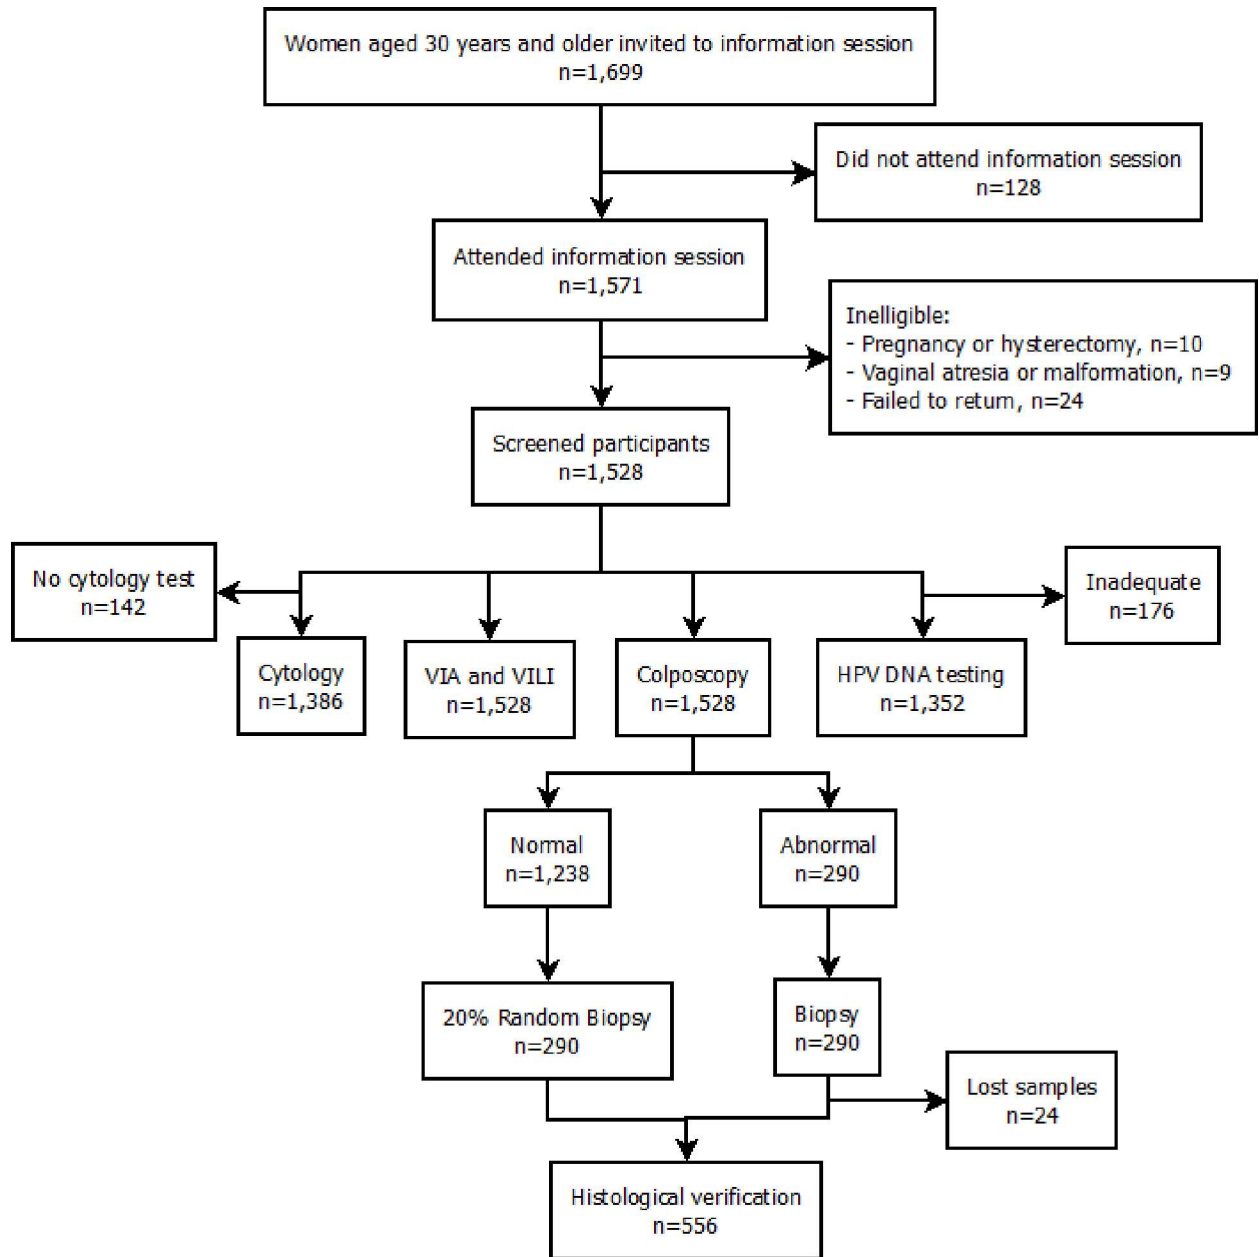 Women aged 30 years and older invited to information session
n=1,699
Did not attend information session
n=128
Attended information session
n=1,571
Inelligible:
- Pregnancy or hysterectomy, n=10
- Vaginal atresia or malformation, n=9
- Failed to return, n=24
Screened participants
n=1,528
No cytology test
n=142
Inadequate
n=176
Cytology
n=1,386
VIA and VILI
n=1,528
Colposcopy
n=1,528
HPV DNA testing
n=1,352
Normal
n=1,238
Abnormal
n=290
20% Random Biopsy
n=290
Biopsy
n=290
Lost samples
n=24
Histological verification
n=556